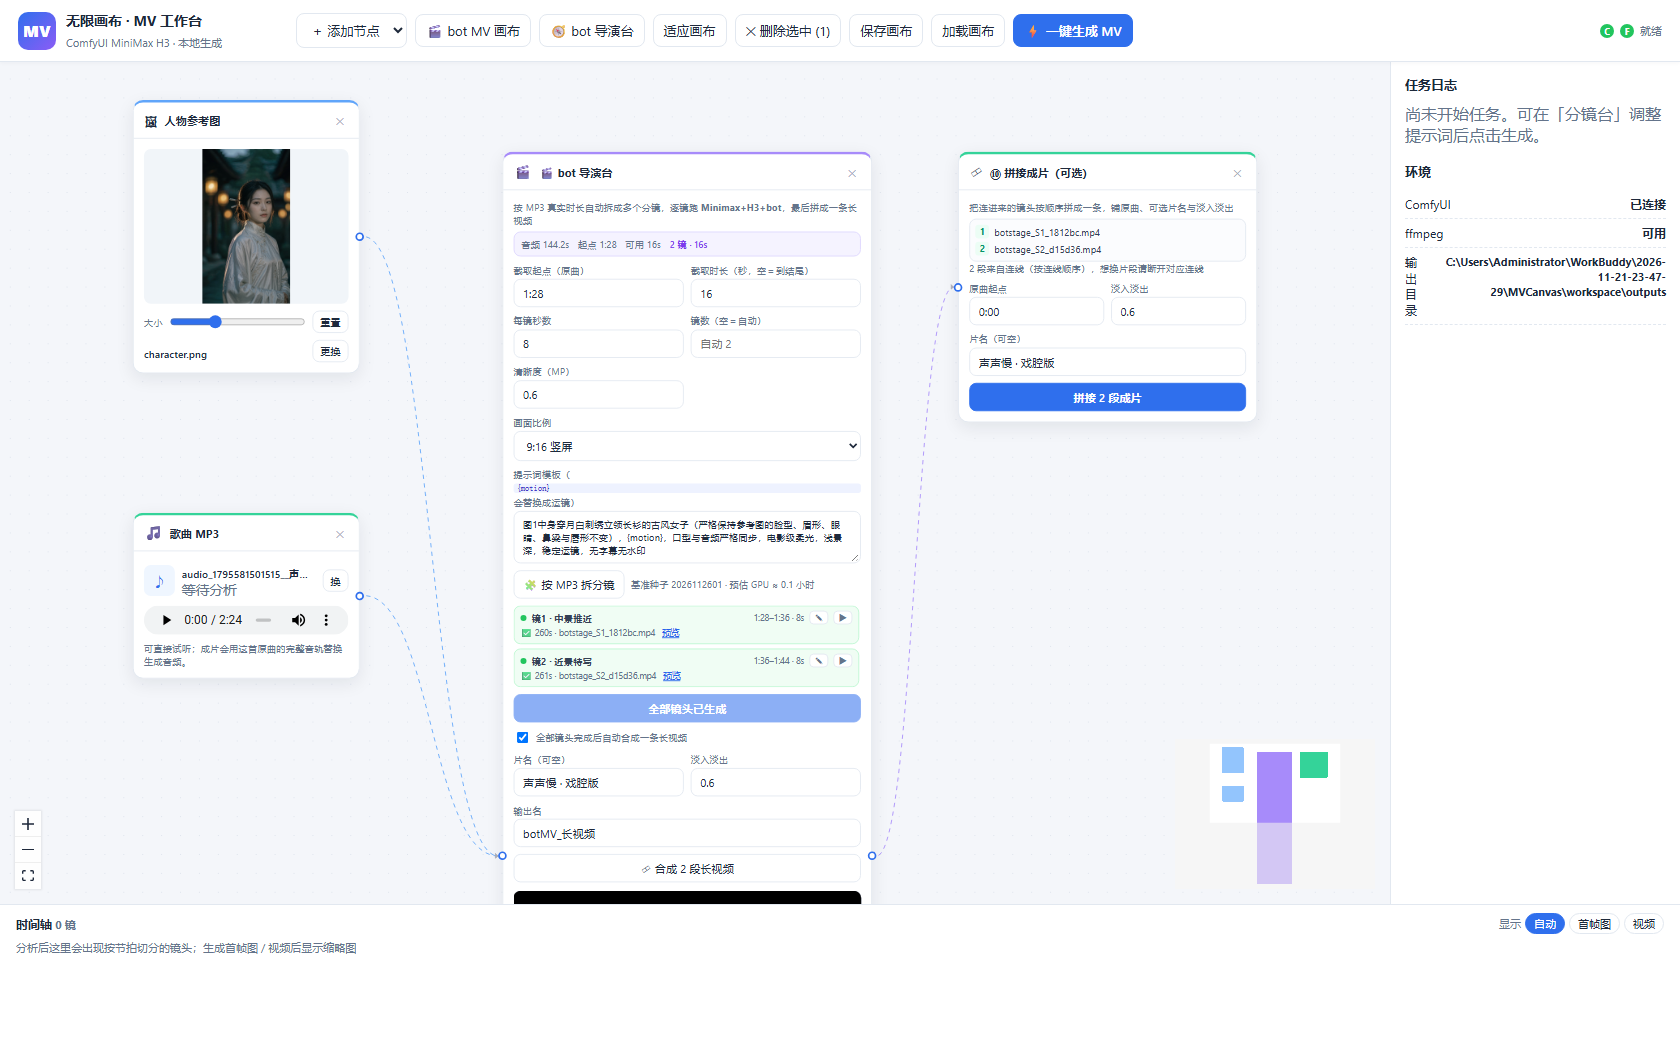 MV
无限画布 · MV 工作台
ComfyUI MiniMax H3 · 本地生成
+ 添加节点
bot MV 画布
bot 导演台
适应画布
删除选中 (1)
保存画布
加载画布
一键生成 MV
C F 就绪
人物参考图
大小
重置
character.png
更换
歌曲 MP3
audio_1795581501515__声...
等待分析
换
0:00 / 2:24
可直接试听；成片会用这首原曲的完整音轨替换
生成音频。
bot 导演台
按 MP3 真实时长自动拆成多个分镜，逐镜跑 Minimax+H3+bot，最后拼成一条长
视频
音频 144.2s 起点 1:28 可用 16s 2 镜 · 16s
截取起点（原曲）
截取时长（秒，空=到结尾）
1:28
16
每镜秒数
镜数（空=自动）
8
自动 2
清晰度（MP）
0.6
画面比例
9:16 竖屏
提示词模板（
{motion}
会替换成运镜）
图1中身穿月白刺绣立领长衫的古风女子（严格保持参考图的脸型、眉形、眼
睛、鼻梁与唇形不变），{motion}，口型与音频严格同步，电影级柔光，浅景
深，稳定运镜，无字幕无水印
按 MP3 拆分镜
基准种子 2026112601 · 预估 GPU ≈ 0.1 小时
镜1 · 中景推近
1:28–1:36 · 8s
260s · botstage_S1_1812bc.mp4 预览
镜2 · 近景特写
1:36–1:44 · 8s
261s · botstage_S2_d15d36.mp4 预览
全部镜头已生成
全部镜头完成后自动合成一条长视频
片名（可空）
淡入淡出
声声慢 · 戏腔版
0.6
输出名
botMV_长视频
合成 2 段长视频
⑩ 拼接成片（可选）
把连进来的镜头按顺序拼成一条，铺原曲、可选片名与淡入淡出
1 botstage_S1_1812bc.mp4
2 botstage_S2_d15d36.mp4
2 段来自连线（按连线顺序），想换片段请断开对应连线
原曲起点
淡入淡出
0:00
0.6
片名（可空）
声声慢 · 戏腔版
拼接 2 段成片
任务日志
尚未开始任务。可在「分镜台」调整
提示词后点击生成。
环境
ComfyUI 已连接
ffmpeg 可用
输出目录
C:\Users\Administrator\WorkBuddy\2026-
11-21-23-47-
29\MVCanvas\workspace\outputs
时间轴 0 镜
显示 自动 首帧图 视频
分析后这里会出现按节拍切分的镜头；生成首帧图 / 视频后显示缩略图